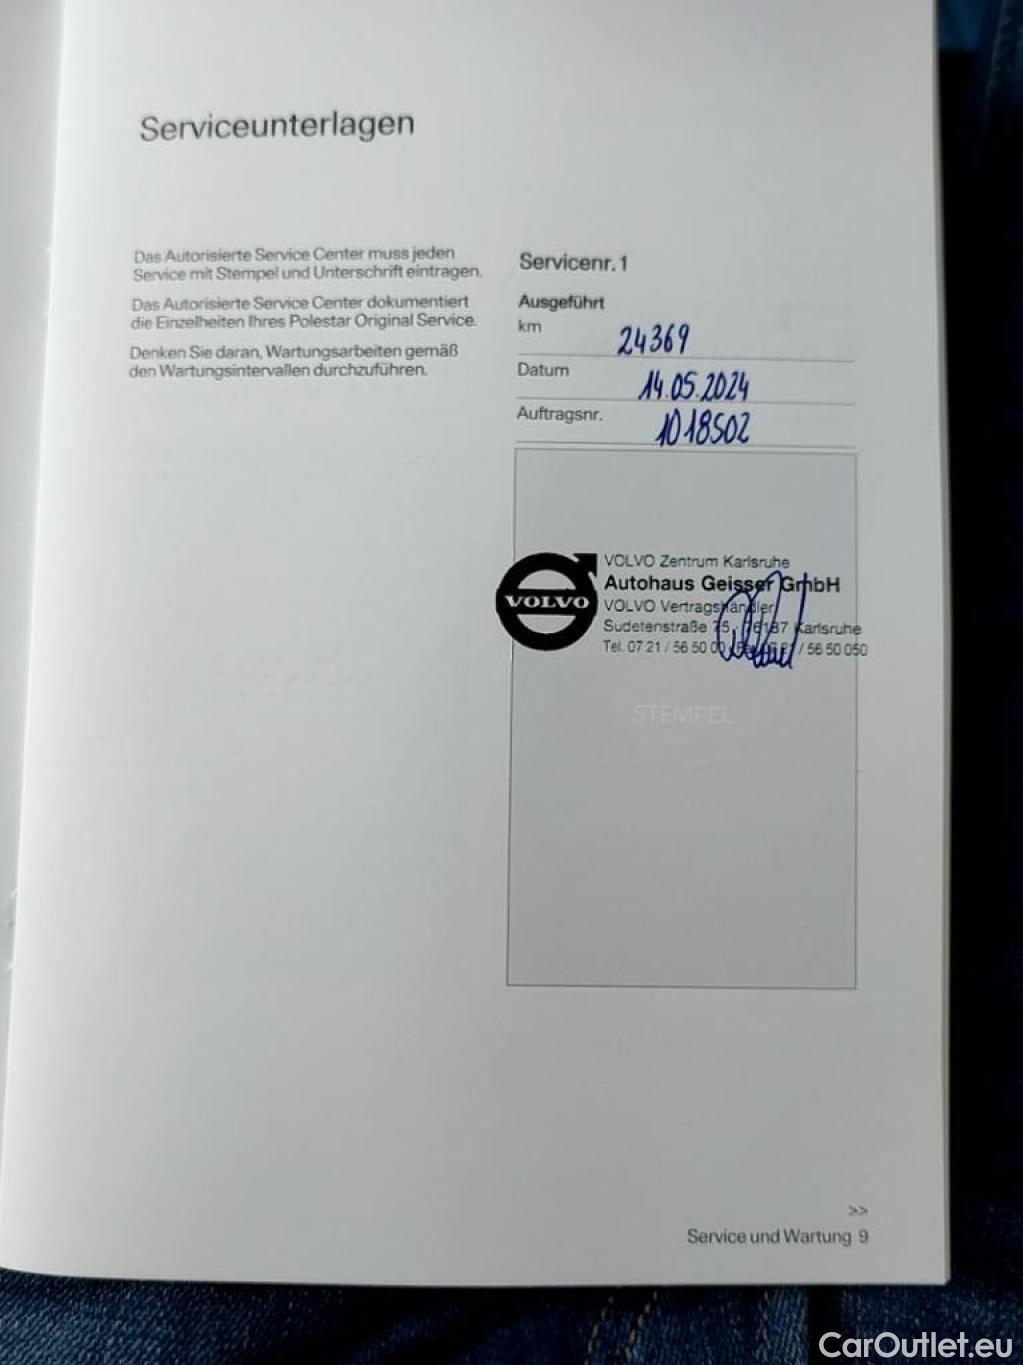 Serviceunterlagen
Das Autorisierte Service Center muss jeden
Service mit Stempel und Unterschrift eintragen.
Das Autorisierte Service Center dokumentiert
die Einzelheiten Ihres Polestar Original Service.
Denken Sie daran, Wartungsarbeiten gemäß
den Wartungsintervallen durchzuführen.
Servicenr. 1
Ausgeführt
km 24369
Datum 14.05.2024
Auftragsnr. 1018502
VOLVO
VOLVO Zentrum Karlsruhe
Autohaus Geisser GmbH
VOLVO Vertragshändler
Sudetenstraße 75, 76187 Karlsruhe
Tel. 07 21 / 56 50 / 56 50 050
STEMPEL
>>
Service und Wartung 9
CarOutlet.eu